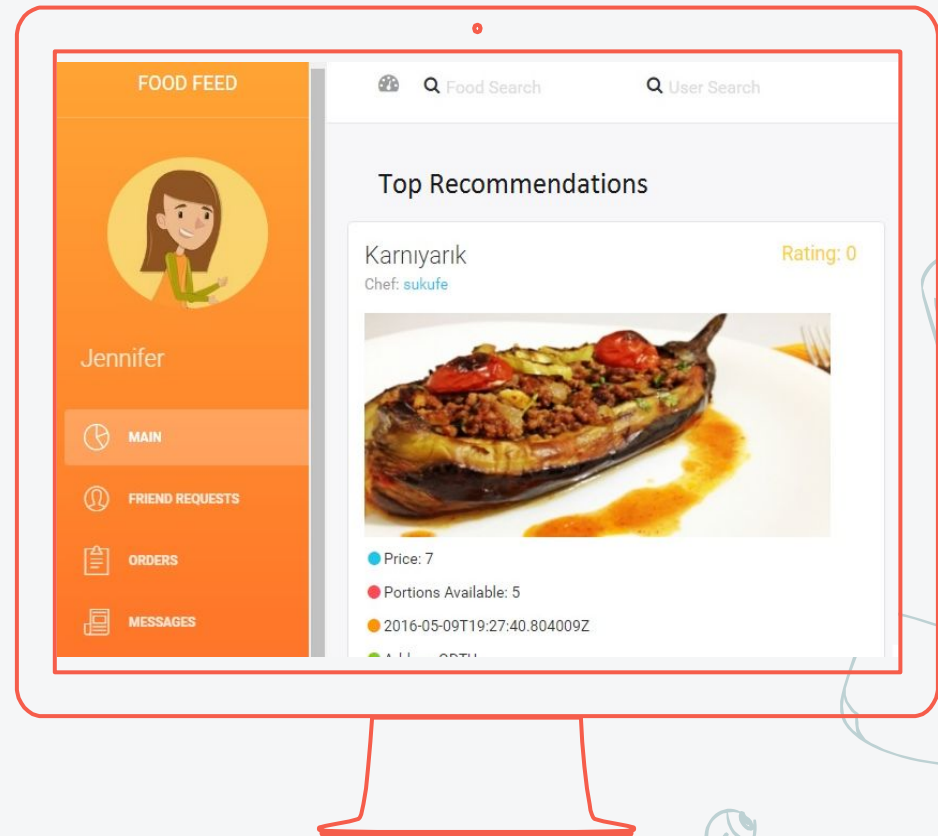 FOOD FEED
Food Search
User Search
Jennifer
MAIN
FRIEND REQUESTS
ORDERS
MESSAGES
Top Recommendations
Karnıyarık
Rating: 0
Chef: sukufe
Price: 7
Portions Available: 5
2016-05-09T19:27:40.804009Z